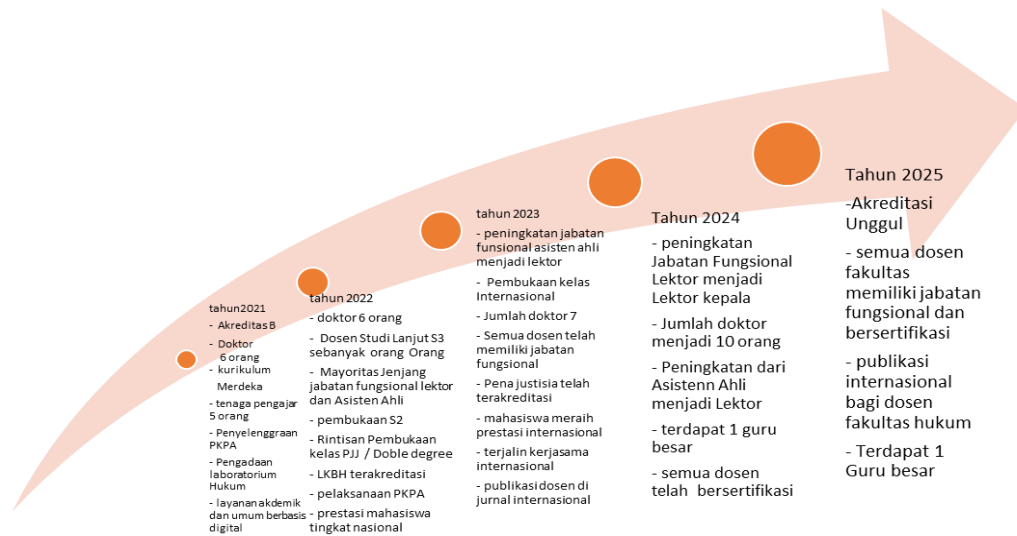 tahun2021
- Akreditas B
- Doktor
6 orang
- kurikulum
Merdeka
- tenaga pengajar
5 orang
- Penyelenggraan
PKPA
- Pengadaan
laboratorium
Hukum
- layanan akdemik
dan umum berbasis
digital
tahun 2022
- doktor 6 orang
- Dosen Studi Lanjut S3
sebanyak orang Orang
- Mayoritas Jenjang
jabatan fungsional lektor
dan Asisten Ahli
- pembukaan S2
- Rintisan Pembukaan
kelas PJJ / Doble degree
- LKBH terakreditasi
- pelaksanaan PKPA
- prestasi mahasiswa
tingkat nasional
tahun 2023
- peningkatan jabatan
funsional asisten ahli
menjadi lektor
- Pembukaan kelas
Internasional
- Jumlah doktor 7
- Semua dosen telah
memiliki jabatan
fungsional
- Pena justisia telah
terakreditasi
- mahasiswa meraih
prestasi internasional
- terjalin kerjasama
internasional
- publikasi dosen di
jurnal internasional
Tahun 2024
- peningkatan
Jabatan Fungsional
Lektor menjadi
Lektor kepala
- Jumlah doktor
menjadi 10 orang
- Peningkatan dari
Asistenn Ahli
menjadi Lektor
- terdapat 1 guru
besar
- semua dosen
telah bersertifikasi
Tahun 2025
-Akreditasi
Unggul
- semua dosen
fakultas
memiliki jabatan
fungsional dan
bersertifikasi
- publikasi
internasional
bagi dosen
fakultas hukum
- Terdapat 1
Guru besar